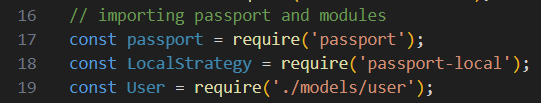 16 // importing passport and modules
17 const passport = require('passport');
18 const LocalStrategy = require('passport-local');
19 const User = require('./models/user');